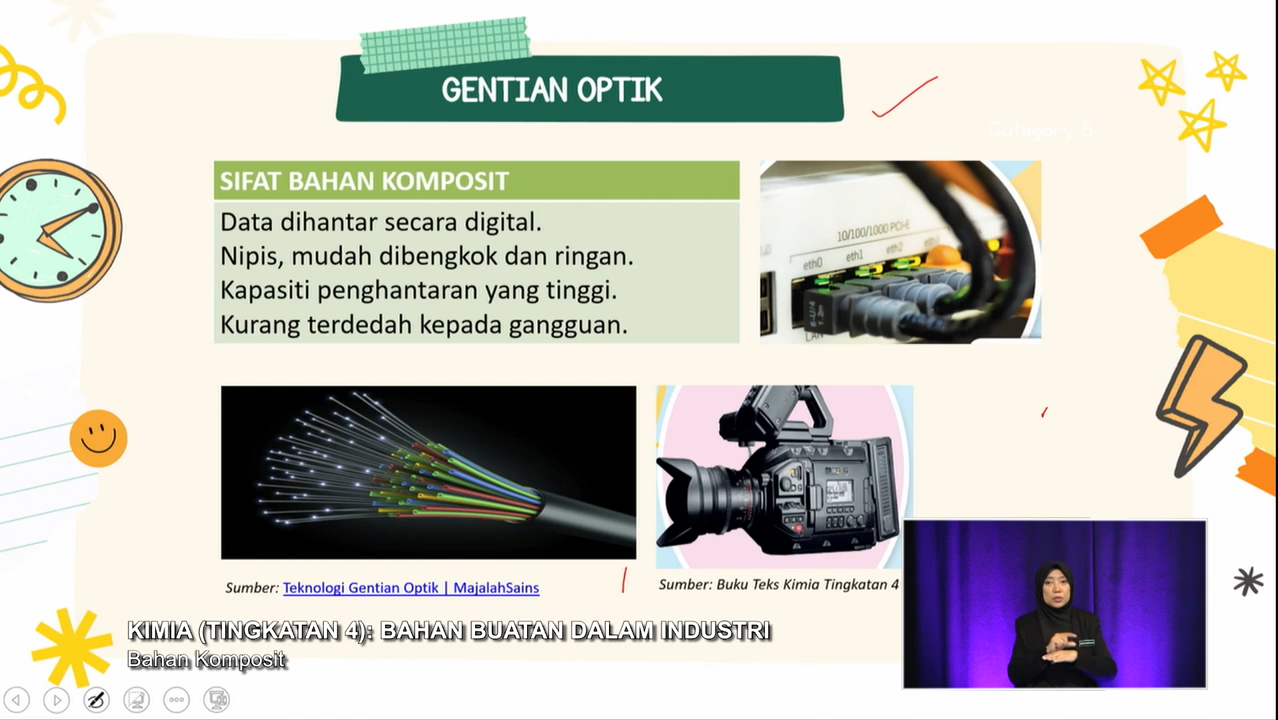 GENTIAN OPTIK
Category B
SIFAT BAHAN KOMPOSIT
Data dihantar secara digital.
Nipis, mudah dibengkok dan ringan.
Kapasiti penghantaran yang tinggi.
Kurang terdedah kepada gangguan.
10/100/1000 PCI-E
eth0 eth1 eth2
LAN
Sumber: Teknologi Gentian Optik | MajalahSains
Sumber: Buku Teks Kimia Tingkatan 4
KIMIA (TINGKATAN 4): BAHAN BUATAN DALAM INDUSTRI
Bahan Komposit